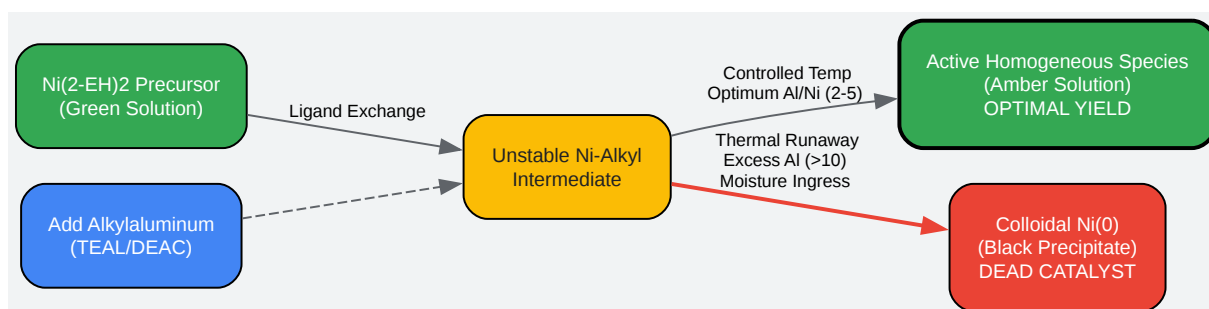 Ni(2-EH)2 Precursor
(Green Solution)
Ligand Exchange
Add Alkylaluminum
(TEAL/DEAC)
Unstable Ni-Alkyl
Intermediate
Controlled Temp
Optimum Al/Ni (2-5)
Thermal Runaway
Excess Al (>10)
Moisture Ingress
Active Homogeneous Species
(Amber Solution)
OPTIMAL YIELD
Colloidal Ni(0)
(Black Precipitate)
DEAD CATALYST